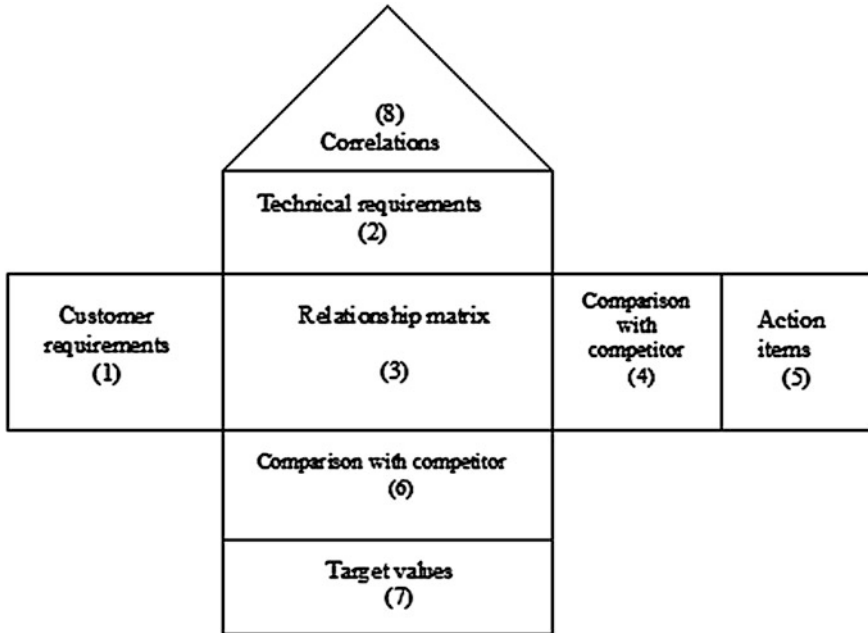 (8)
Correlations
Technical requirements
(2)
Customer
requirements
(1)
Relationship matrix
(3)
Comparison
with
competitor
(4)
Action
items
(5)
Comparison with competitor
(6)
Target values
(7)